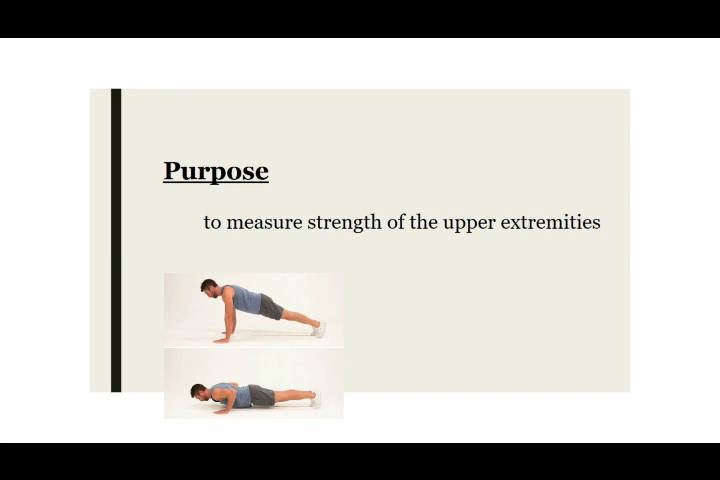 Purpose
to measure strength of the upper extremities